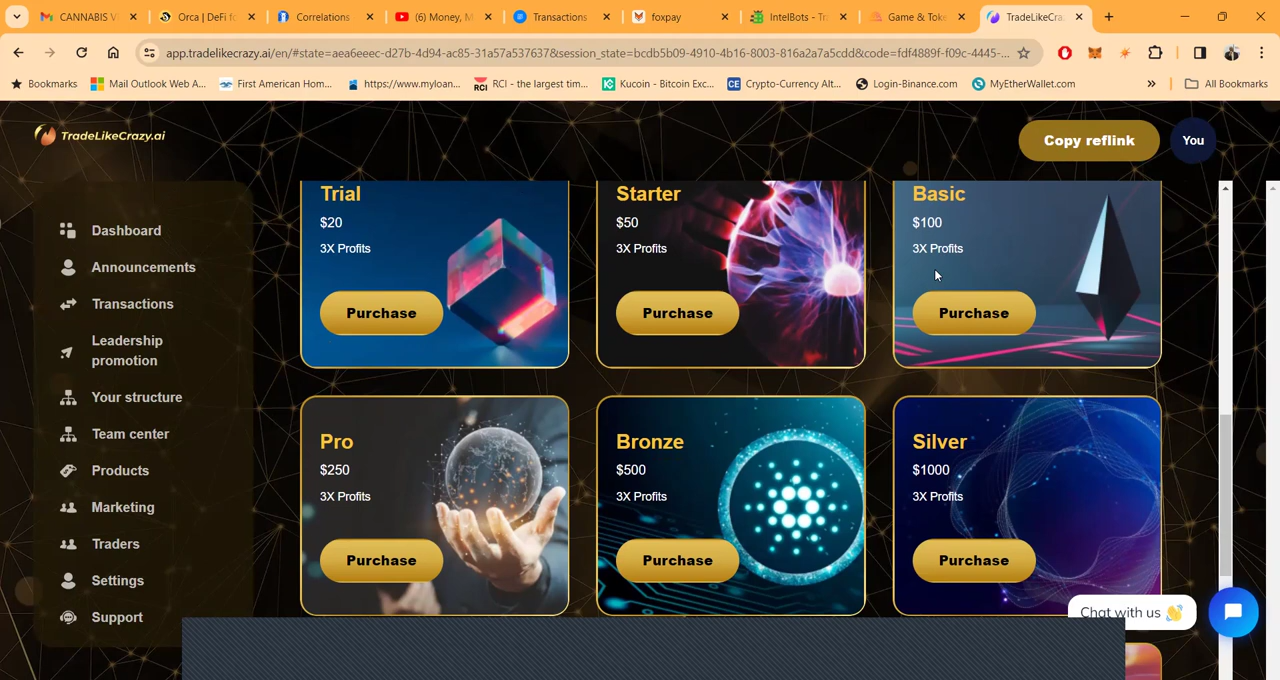 CANNABIS V
Orca | DeFi fo
Correlations
(6) Money, M
Transactions
foxpay
IntelBots - Tr
Game & Toke
TradeLikeCra
app.tradelikecrazy.ai/en/#state=aea6eeec-d27b-4d94-ac85-31a57a537637&session_state=bcdb5b09-4910-4b16-8003-816a2a7a5cdd&code=fdf4889f-f09c-4445-...
Bookmarks
Mail Outlook Web A...
First American Hom...
https://www.myloan...
RCI - the largest tim...
Kucoin - Bitcoin Exc...
Crypto-Currency Alt...
Login-Binance.com
MyEtherWallet.com
»
All Bookmarks
TradeLikeCrazy.ai
Copy reflink
You
Dashboard
Announcements
Transactions
Leadership
promotion
Your structure
Team center
Products
Marketing
Traders
Settings
Support
Trial
$20
3X Profits
Purchase
Starter
$50
3X Profits
Purchase
Basic
$100
3X Profits
Purchase
Pro
$250
3X Profits
Purchase
Bronze
$500
3X Profits
Purchase
Silver
$1000
3X Profits
Purchase
Chat with us 👋